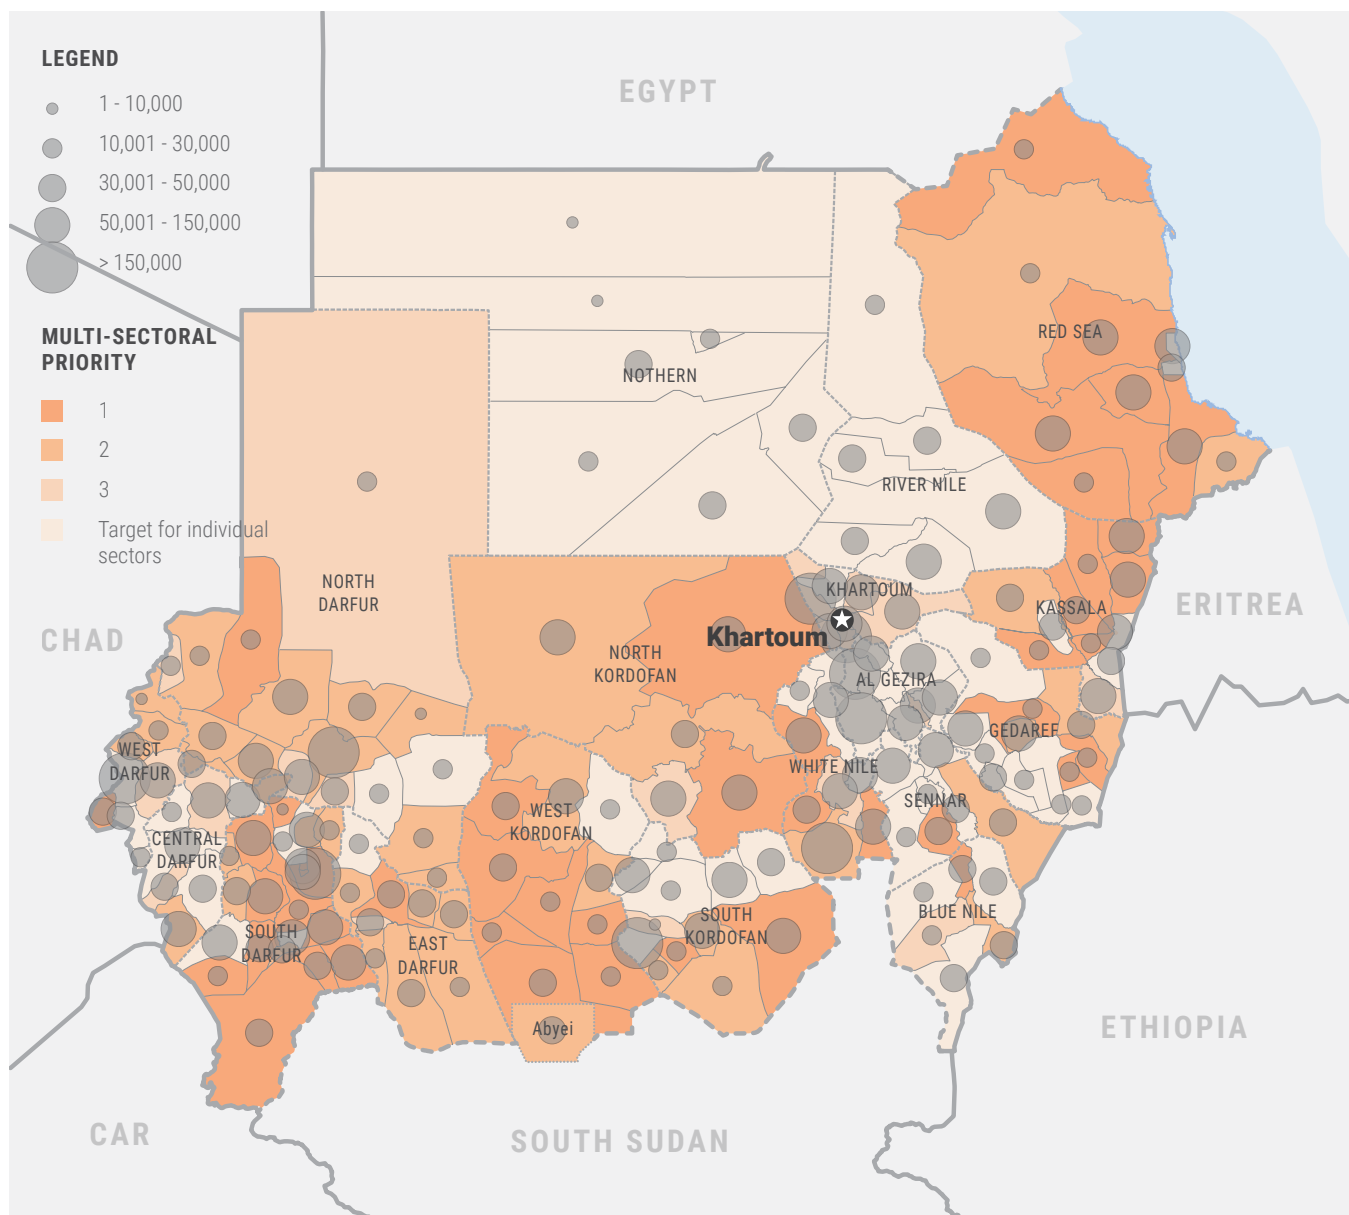 LEGEND
1 - 10,000
10,001 - 30,000
30,001 - 50,000
50,001 - 150,000
> 150,000
MULTI-SECTORAL
PRIORITY
1
2
3
Target for individual
sectors
EGYPT
RED SEA
NOTHERN
RIVER NILE
NORTH
DARFUR
KHARTOUM
KASSALA
ERITREA
CHAD
Khartoum
NORTH
KORDOFAN
AL GEZIRA
GEDAREF
WEST
DARFUR
WHITE NILE
SENNAR
WEST
KORDOFAN
CENTRAL
DARFUR
BLUE NILE
SOUTH
KORDOFAN
SOUTH
DARFUR
EAST
DARFUR
Abyei
ETHIOPIA
CAR
SOUTH SUDAN